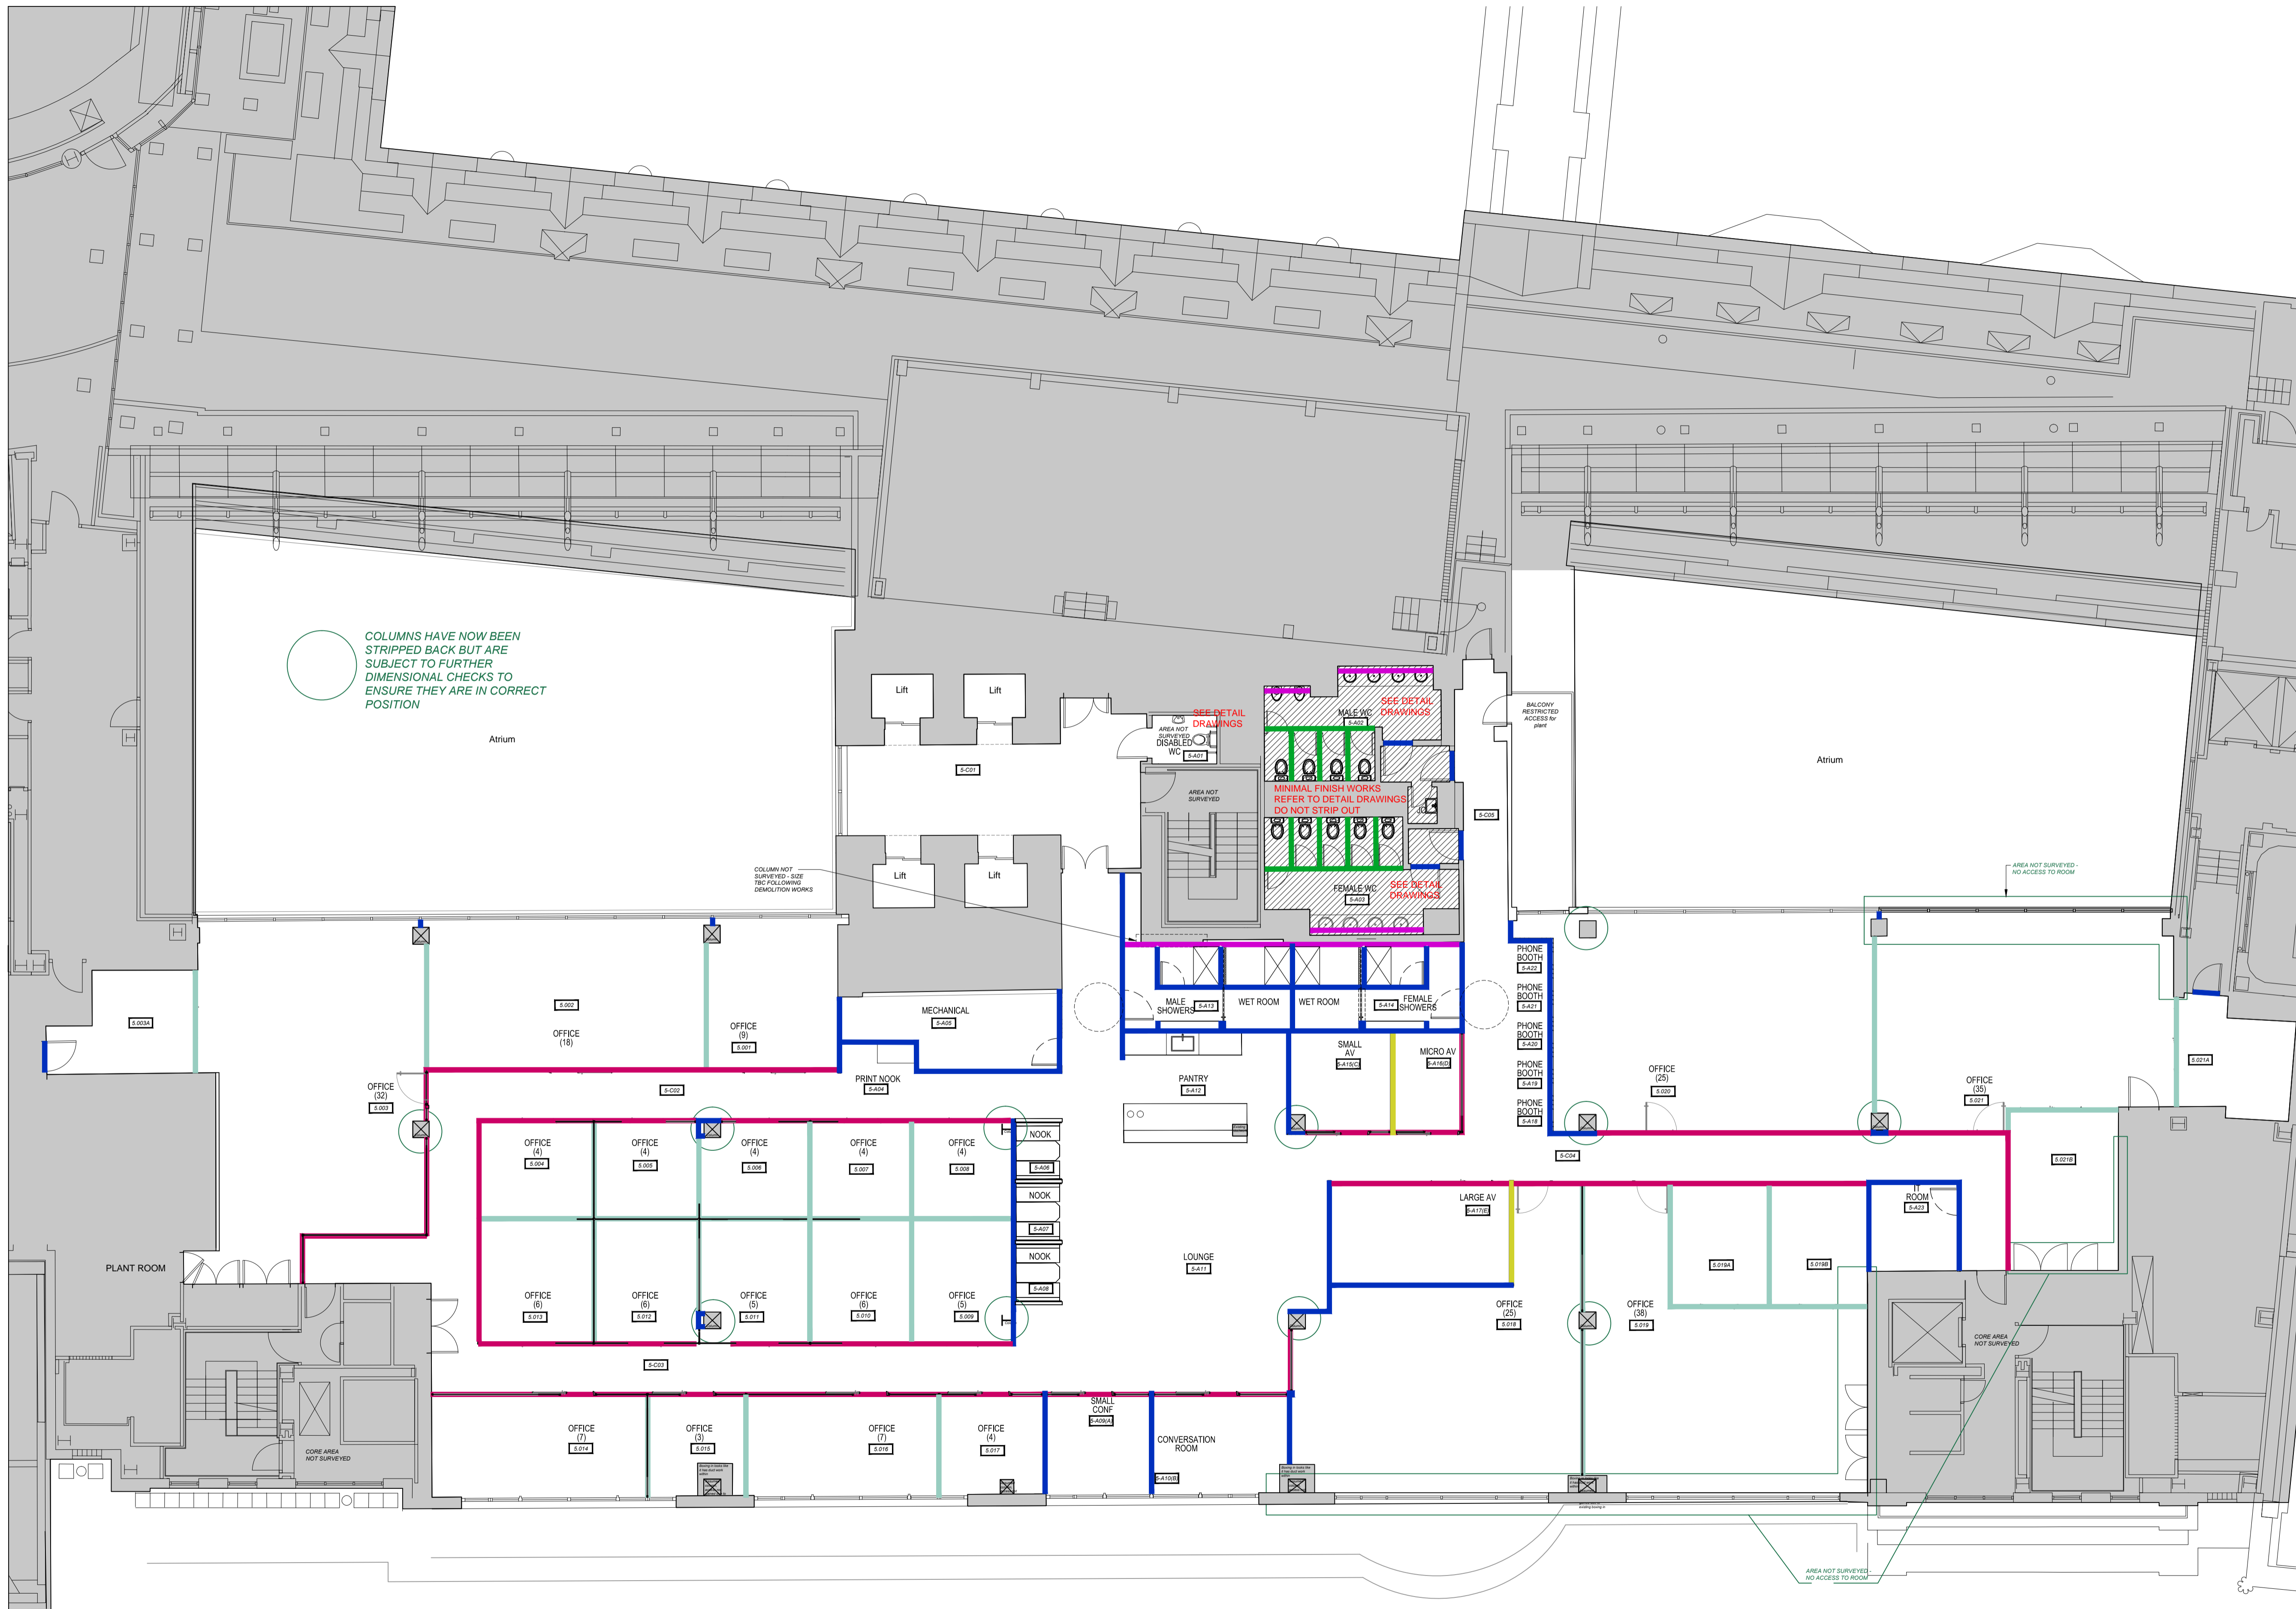 COLUMNS HAVE NOW BEEN
STRIPPED BACK BUT ARE
SUBJECT TO FURTHER
DIMENSIONAL CHECKS TO
ENSURE THEY ARE IN CORRECT
POSITION
Atrium
Lift
Lift
Lift
Lift
5-C01
SEE DETAIL
DRAWINGS
AREA NOT
SURVEYED
DISABLED
WC
5-A01
MALE WC
5-A02
SEE DETAIL
DRAWINGS
AREA NOT
SURVEYED
MINIMAL FINISH WORKS
REFER TO DETAIL DRAWINGS
DO NOT STRIP OUT
FEMALE WC
5-A03
SEE DETAIL
DRAWINGS
5-C05
BALCONY
RESTRICTED
ACCESS for
plant
Atrium
COLUMN NOT
SURVEYED - SIZE
TBC FOLLOWING
DEMOLITION WORKS
AREA NOT SURVEYED -
NO ACCESS TO ROOM
5.003A
5.002
OFFICE
(18)
OFFICE
(9)
5.001
MECHANICAL
5-A05
MALE
SHOWERS
5-A13
WET ROOM
WET ROOM
5-A14
FEMALE
SHOWERS
PHONE
BOOTH
5-A22
PHONE
BOOTH
5-A21
PHONE
BOOTH
5-A20
PHONE
BOOTH
5-A19
PHONE
BOOTH
5-A18
OFFICE
(32)
5.003
5-C02
PRINT NOOK
5-A04
PANTRY
5-A12
SMALL
AV
5-A15(C)
MICRO AV
5-A16(D)
OFFICE
(25)
5.020
OFFICE
(35)
5.021
5.021A
5.021B
OFFICE
(4)
5.004
OFFICE
(4)
5.005
OFFICE
(4)
5.006
OFFICE
(4)
5.007
OFFICE
(4)
5.008
NOOK
5-A06
NOOK
5-A07
NOOK
5-A08
5-C04
LARGE AV
5-A17(E)
IT
ROOM
5-A23
LOUNGE
5-A11
PLANT ROOM
OFFICE
(6)
5.013
OFFICE
(6)
5.012
OFFICE
(5)
5.011
OFFICE
(6)
5.010
OFFICE
(5)
5.009
OFFICE
(25)
5.018
OFFICE
(38)
5.019
5.019A
5.019B
5-C03
CORE AREA
NOT SURVEYED
CORE AREA
NOT SURVEYED
OFFICE
(7)
5.014
OFFICE
(3)
5.015
OFFICE
(7)
5.016
OFFICE
(4)
5.017
SMALL
CONF
5-A09(A)
CONVERSATION
ROOM
5-A10(B)
AREA NOT SURVEYED -
NO ACCESS TO ROOM